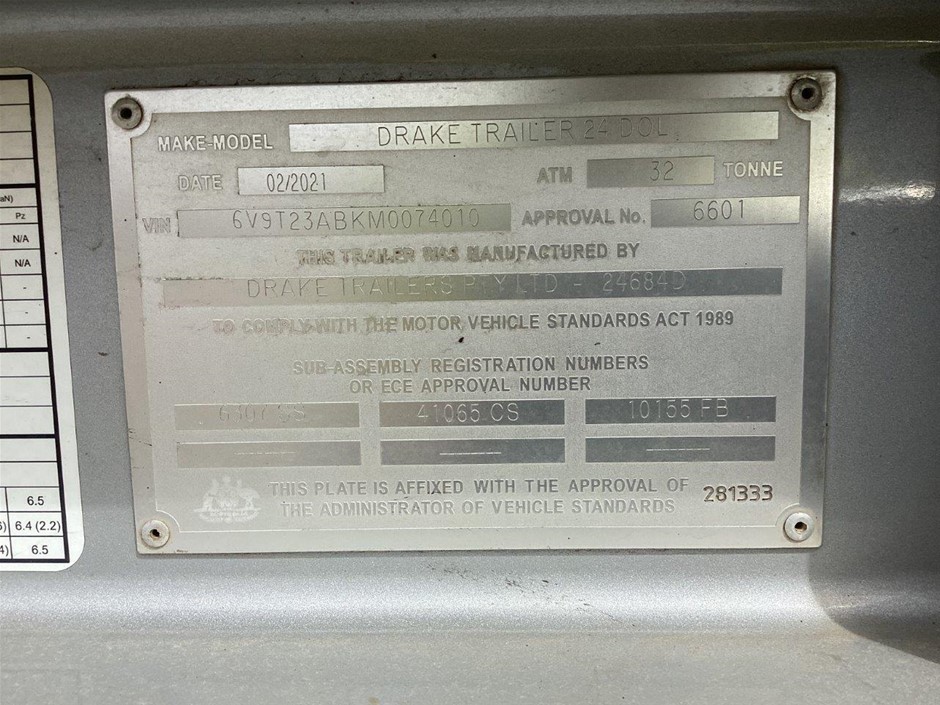 MAKE-MODEL DRAKE TRAILER 24 DOL
DATE 02/2021 ATM 32 TONNE
VIN 6V9T23ABKM0074010 APPROVAL No. 6601
THIS TRAILER WAS MANUFACTURED BY
DRAKE TRAILERS PTY LTD - 24684D
TO COMPLY WITH THE MOTOR VEHICLE STANDARDS ACT 1989
SUB-ASSEMBLY REGISTRATION NUMBERS
OR ECE APPROVAL NUMBER
41065 CS 10155 FB
THIS PLATE IS AFFIXED WITH THE APPROVAL OF
THE ADMINISTRATOR OF VEHICLE STANDARDS
281333
Pz
N/A
N/A
-
-
-
6.5
6.4 (2.2)
6.5